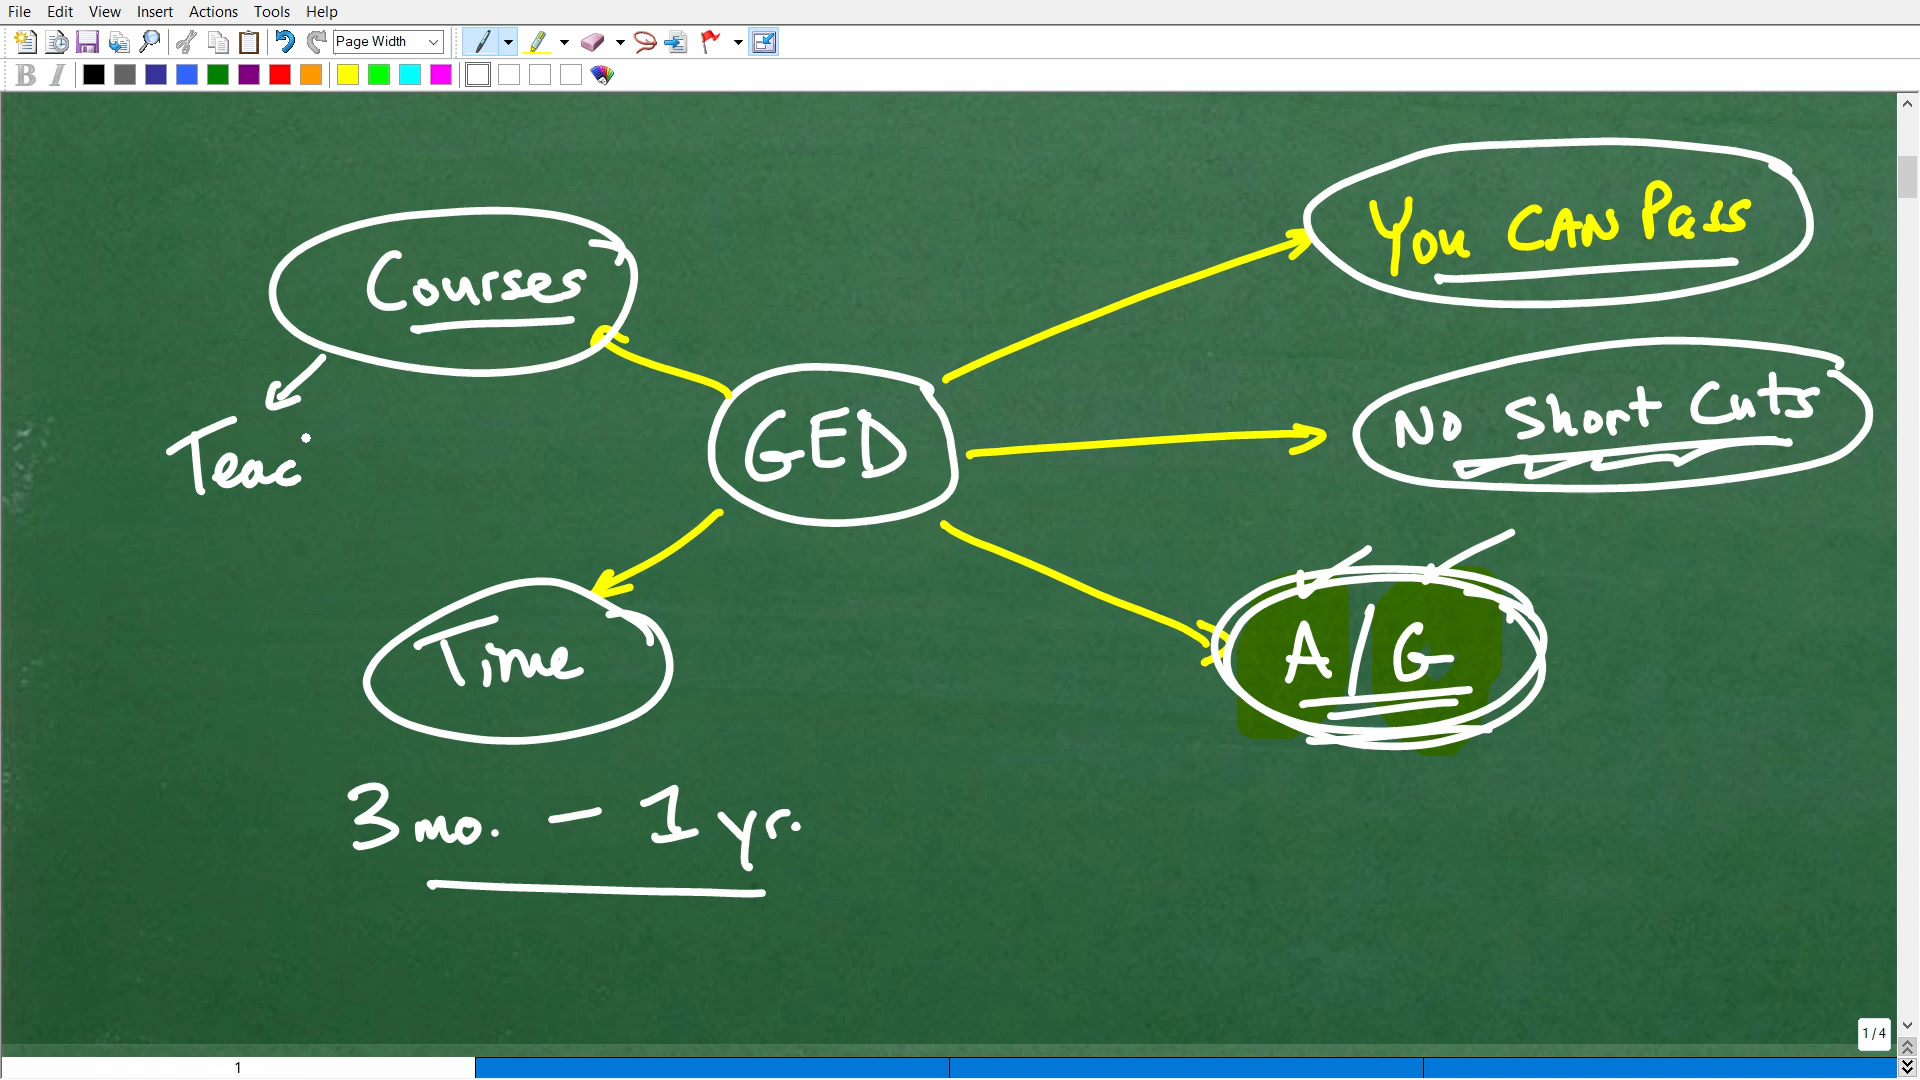 File Edit View Insert Actions Tools Help
Page Width
B I
You CAN Pass
Courses
No Short Cuts
GED
Teac
A/G
Time
3 mo. - 1 yr.
1/4
1